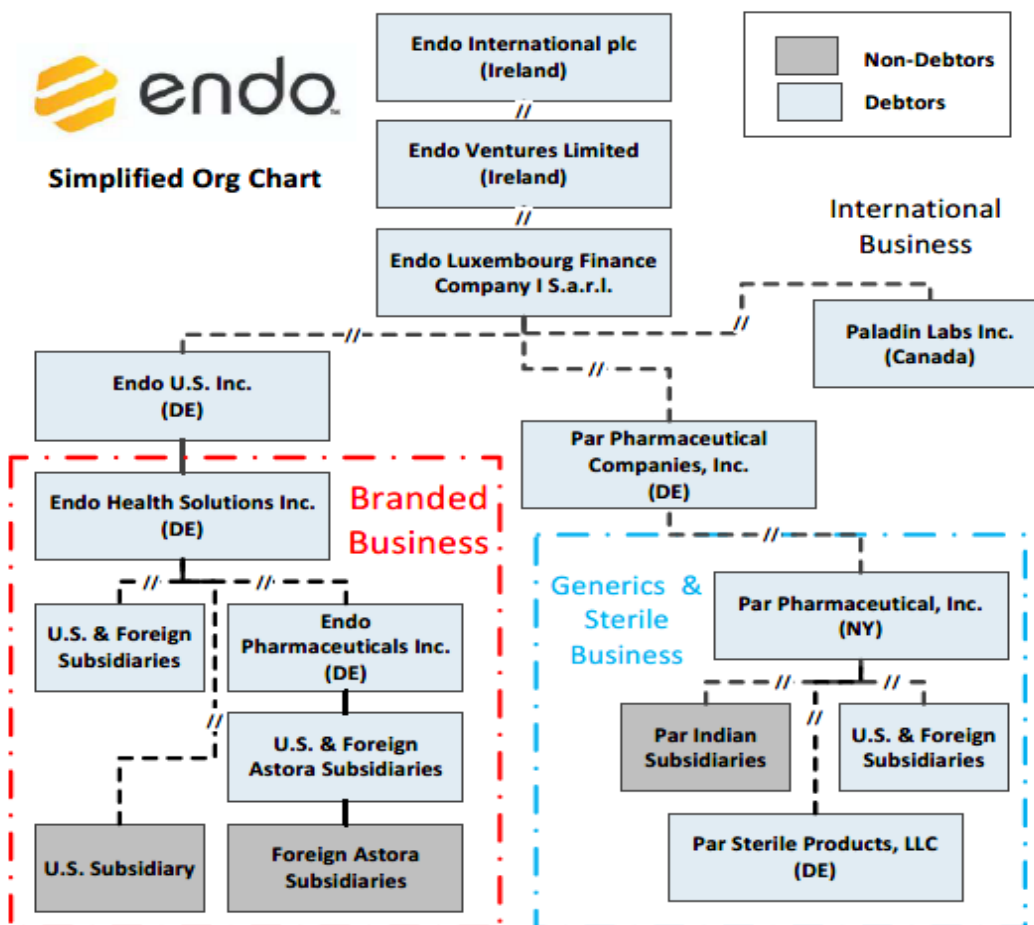 endo
Simplified Org Chart
Endo International plc
(Ireland)
Non-Debtors
Debtors
//
Endo Ventures Limited
(Ireland)
//
Endo Luxembourg Finance
Company I S.a.r.l.
International
Business
//
//
Paladin Labs Inc.
(Canada)
Endo U.S. Inc.
(DE)
//
Par Pharmaceutical
Companies, Inc.
(DE)
Endo Health Solutions Inc.
(DE)
Branded
Business
//
//
//
U.S. & Foreign
Subsidiaries
Endo
Pharmaceuticals Inc.
(DE)
//
U.S. & Foreign
Astora Subsidiaries
U.S. Subsidiary
Foreign Astora
Subsidiaries
Generics &
Sterile
Business
Par Pharmaceutical, Inc.
(NY)
//
//
//
Par Indian
Subsidiaries
U.S. & Foreign
Subsidiaries
Par Sterile Products, LLC
(DE)